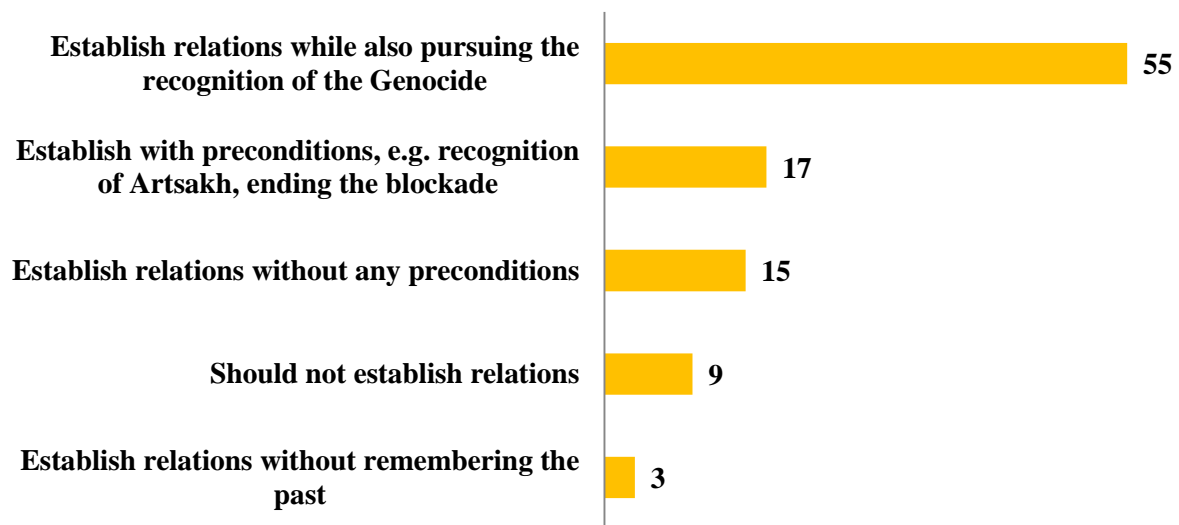 Establish relations while also pursuing the
recognition of the Genocide
55
Establish with preconditions, e.g. recognition
of Artsakh, ending the blockade
17
Establish relations without any preconditions
15
Should not establish relations
9
Establish relations without remembering the
past
3